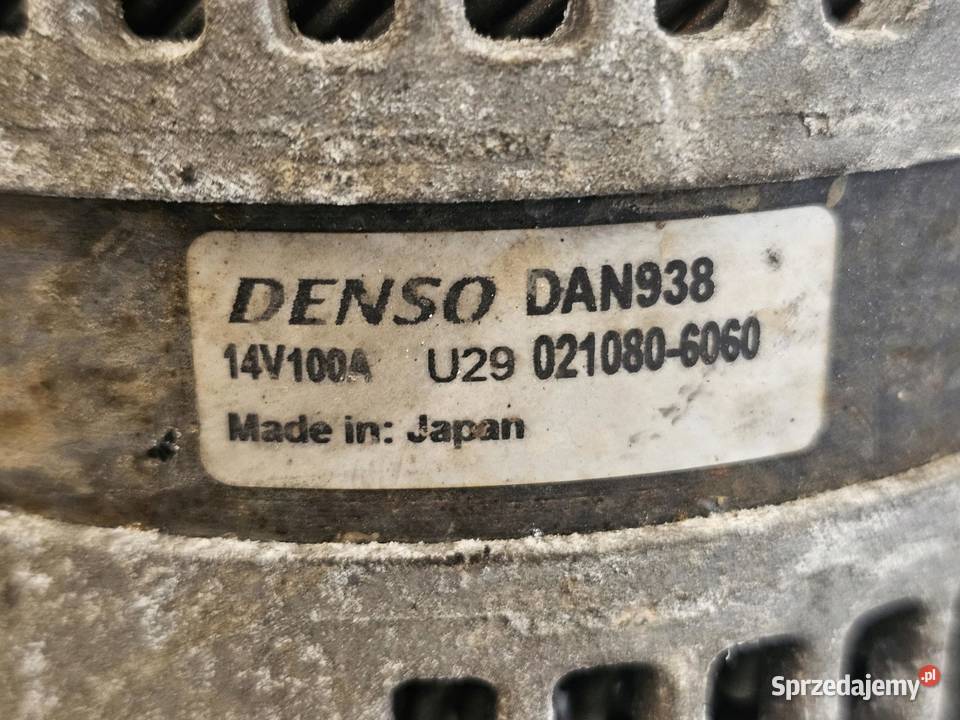 DENSO DAN938
14V100A U29 021080-6060
Made in: Japan
Sprzedajemy.pl